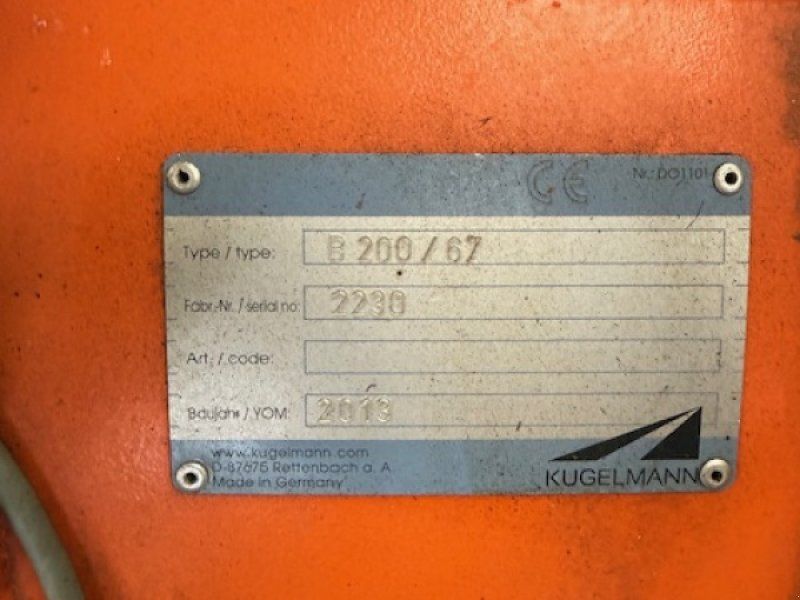 CE Nr.: DO1101
Type / type: B 200 / 67
Fabr.-Nr. / serial no:
Art. / code:
Baujahr / YOM: 2013
www.kugelmann.com
D-87675 Rettenbach a. A.
Made in Germany
KUGELMANN